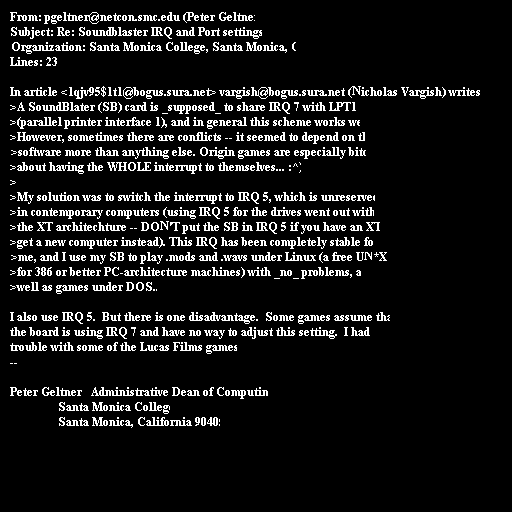 From: pgeltner@netcon.smc.edu (Peter Geltne
Subject: Re: Soundblaster IRQ and Port settings
Organization: Santa Monica College, Santa Monica,
Lines: 23
In article <1qjv95$1t1@bogus.sura.net> vargish@bogus.sura.net (Nicholas Vargish) writes
>A SoundBlater (SB) card is _supposed_ to share IRQ 7 with LPT1
>(parallel printer interface 1), and in general this scheme works we
>However, sometimes there are conflicts -- it seemed to depend on
>software more than anything else. Origin games are especially
>about having the WHOLE interrupt to themselves... :^)
>
>My solution was to switch the interrupt to IRQ 5, which is unreserve
>in contemporary computers (using IRQ 5 for the drives went out with
>the XT architechture -- DON'T put the SB in IRQ 5 if you have an XT
>get a new computer instead). This IRQ has been completely stable fo
>me, and I use my SB to play .mods and .wavs under Linux (a free UN*X
>for 386 or better PC-architecture machines) with _no_ problems, a
>well as games under DOS..
I also use IRQ 5.  But there is one disadvantage.  Some games assume tha
the board is using IRQ 7 and have no way to adjust this setting.  I had
trouble with some of the Lucas Films games
--
Peter Geltner   Administrative Dean of Computin
Santa Monica Colleg
Santa Monica, California 9040